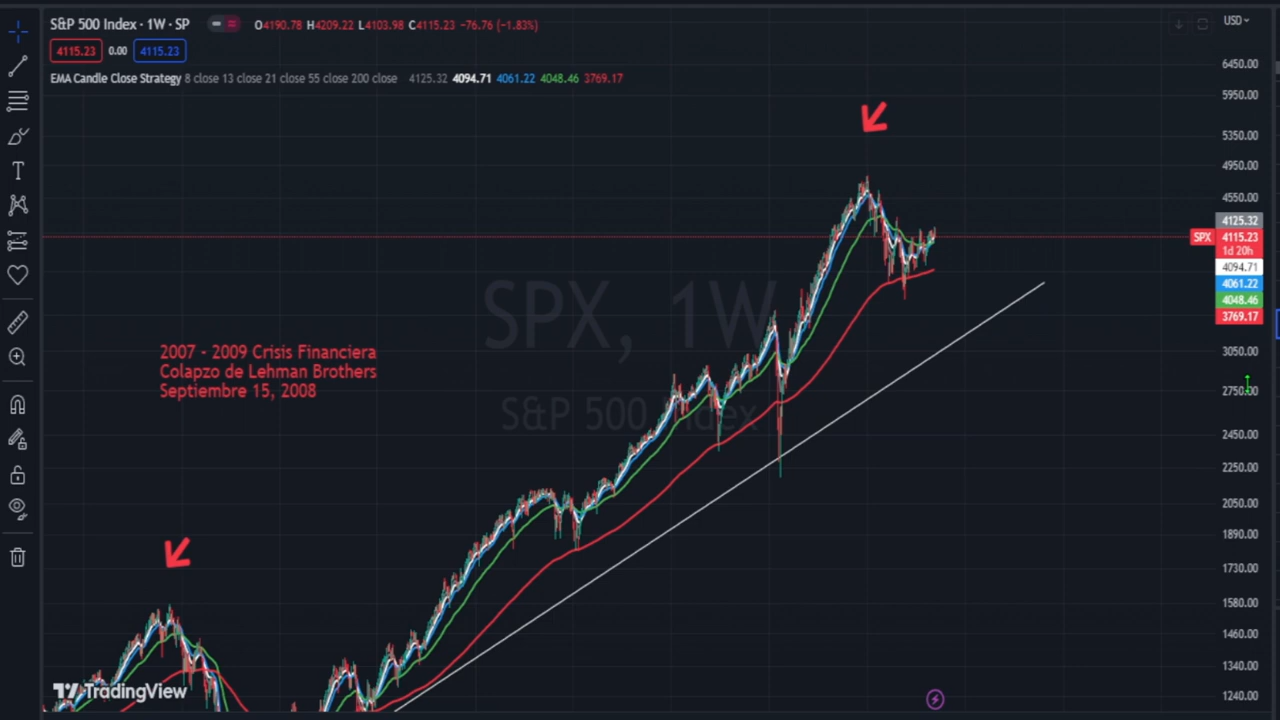 S&P 500 Index · 1W · SP O4190.78 H4209.22 L4103.98 C4115.23 -76.76 (-1.83%)
USD
4115.23 0.00 4115.23
EMA Candle Close Strategy 8 close 13 close 21 close 55 close 200 close 4125.32 4094.71 4061.22 4048.46 3769.17
6450.00
5950.00
5350.00
4950.00
4550.00
4125.32
SPX 4115.23
1d 20h
4094.71
4061.22
4048.46
3769.17
SPX, 1W
S&P 500 Index
2007 - 2009 Crisis Financiera
Colapzo de Lehman Brothers
Septiembre 15, 2008
3050.00
2750.00
2450.00
2250.00
2050.00
1890.00
1730.00
1580.00
1460.00
1340.00
1240.00
TradingView